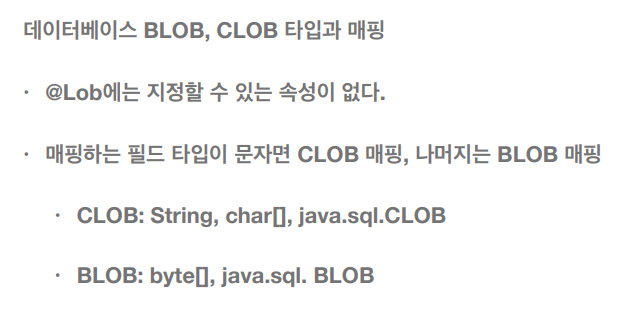 데이터베이스 BLOB, CLOB 타입과 매핑
• @Lob에는 지정할 수 있는 속성이 없다.
• 매핑하는 필드 타입이 문자면 CLOB 매핑, 나머지는 BLOB 매핑
• CLOB: String, char[], java.sql.CLOB
• BLOB: byte[], java.sql. BLOB